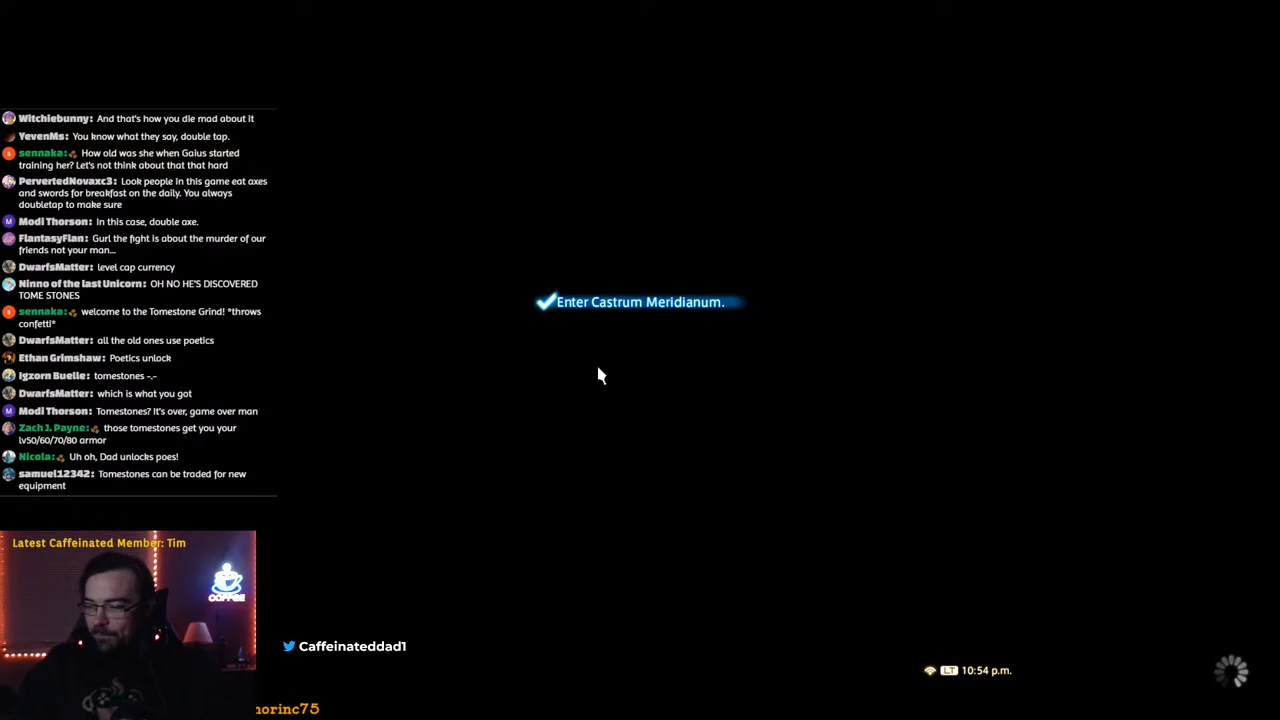 Witchiebunny: And that's how you die mad about it
YevenMs: You know what they say, double tap.
sennaka: How old was she when Gaius started
training her? Let's not think about that that hard
PervertedNovaxc3: Look people in this game eat axes
and swords for breakfast on the daily. You always
doubletap to make sure
Modi Thorson: In this case, double axe.
FlantasyFlan: Gurl the fight is about the murder of our
friends not your man...
DwarfsMatter: level cap currency
Ninno of the last Unicorn: OH NO HE'S DISCOVERED
TOME STONES
sennaka: welcome to the Tomestone Grind! *throws
confetti*
DwarfsMatter: all the old ones use poetics
Ethan Grimshaw: Poetics unlock
Igzorn Buelle: tomestones -.-
DwarfsMatter: which is what you got
Modi Thorson: Tomestones? It's over, game over man
Zach J. Payne: those tomestones get you your
lv50/60/70/80 armor
Nicola: Uh oh, Dad unlocks poes!
samuel12342: Tomestones can be traded for new
equipment
Enter Castrum Meridianum.
Latest Caffeinated Member: Tim
COFFEE
Caffeinateddad1
LT 10:54 p.m.
norinc75